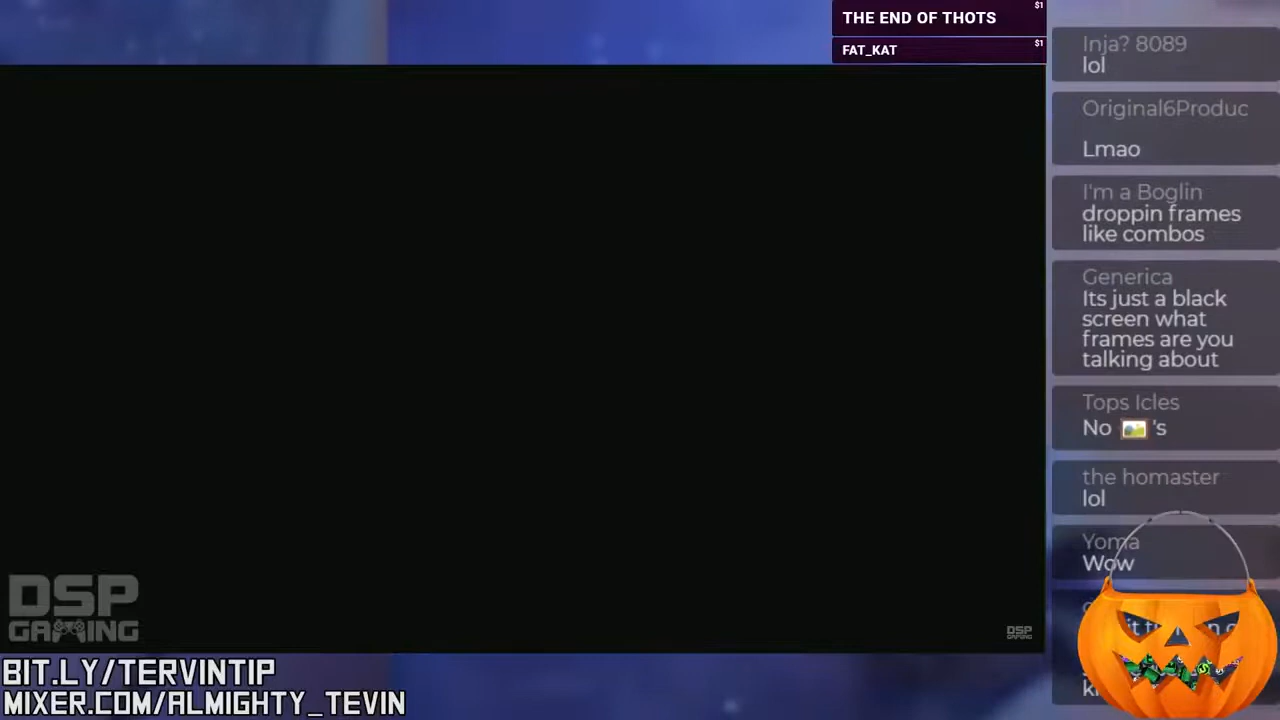 THE END OF THOTS $1
FAT_KAT $1
Inja? 8089
lol
Original6Produc
Lmao
I'm a Boglin
droppin frames
like combos
Generica
Its just a black
screen what
frames are you
talking about
Tops Icles
No 's
the homaster
lol
Yoma
Wow
DSP
GAMING
DSP
GAMING
BIT.LY/TERVINTIP
MIXER.COM/ALMIGHTY_TEVIN